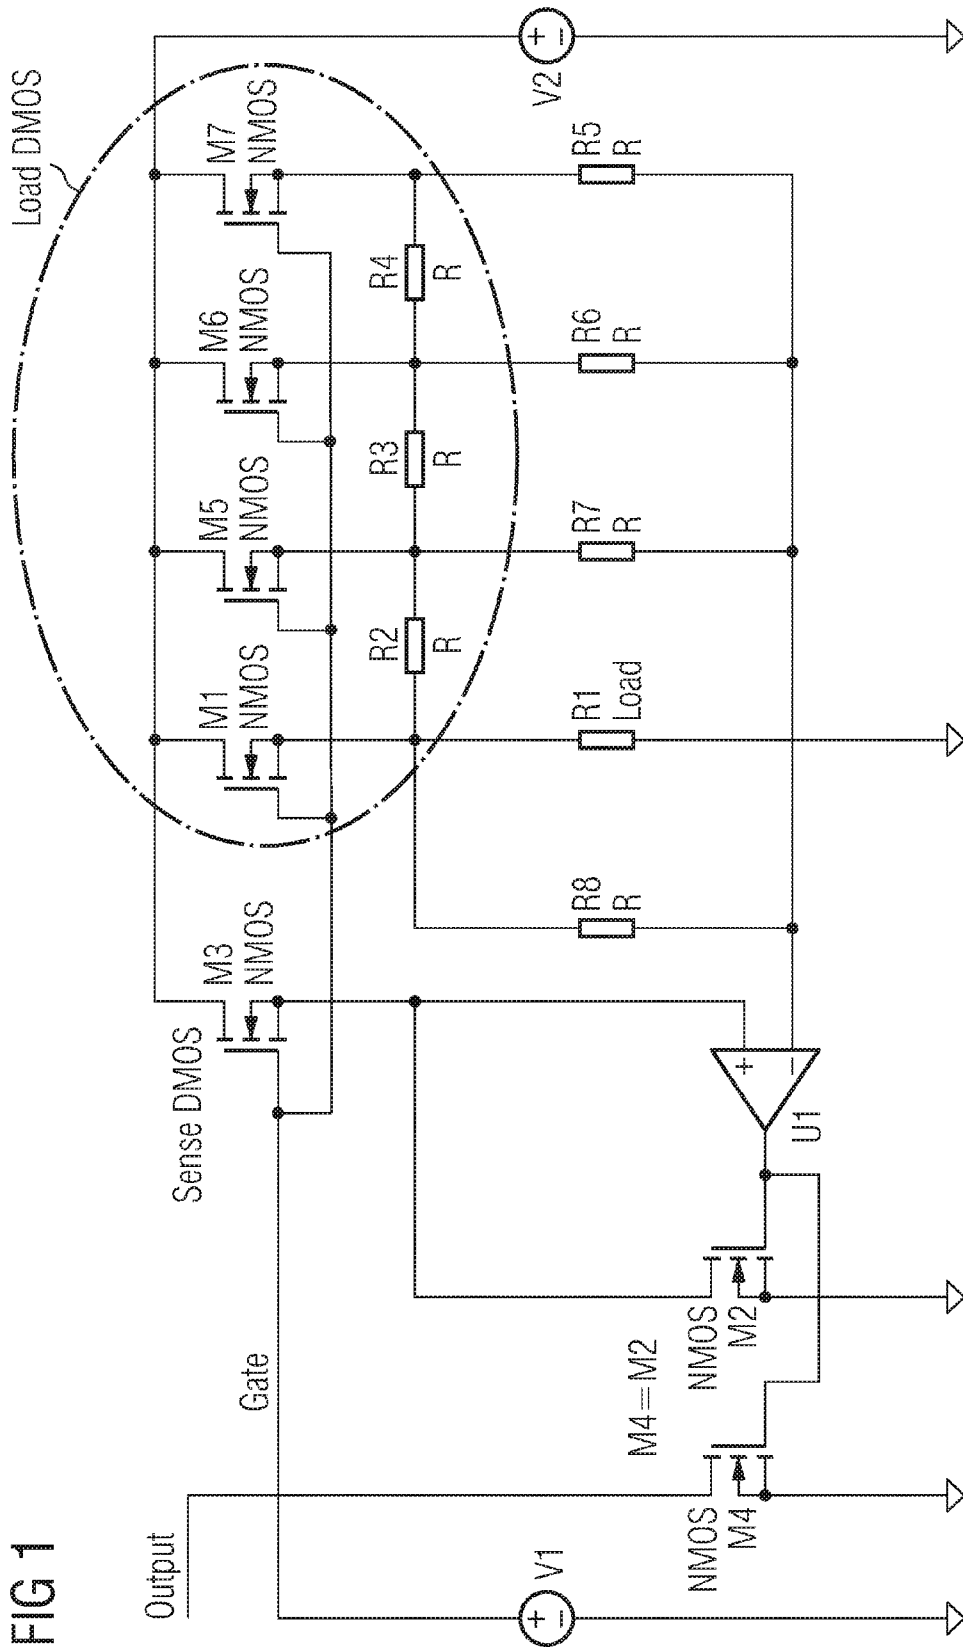 FIG 1
Load DMOS
M7
NMOS
M6
NMOS
M5
NMOS
M1
NMOS
M3
NMOS
Sense DMOS
Gate
Output
R4
R
R3
R
R2
R
V2
+
−
R5
R
R6
R
R7
R
R1
Load
R8
R
+
−
U1
M4=M2
NMOS
M2
NMOS
M4
V1
+
−